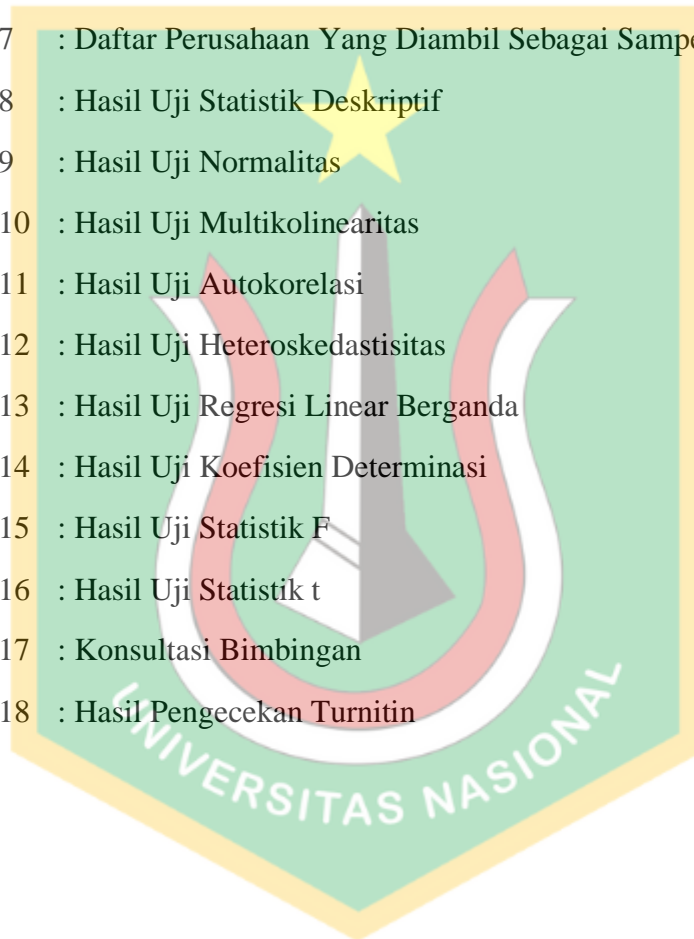 7 : Daftar Perusahaan Yang Diambil Sebagai
8 : Hasil Uji Statistik Deskriptif
9 : Hasil Uji Normalitas
10 : Hasil Uji Multikolinearitas
11 : Hasil Uji Autokorelasi
12 : Hasil Uji Heteroskedastisitas
13 : Hasil Uji Regresi Linear Berganda
14 : Hasil Uji Koefisien Determinasi
15 : Hasil Uji Statistik F
16 : Hasil Uji Statistik t
17 : Konsultasi Bimbingan
18 : Hasil Pengecekan Turnitin
UNIVERSITAS NASIONAL